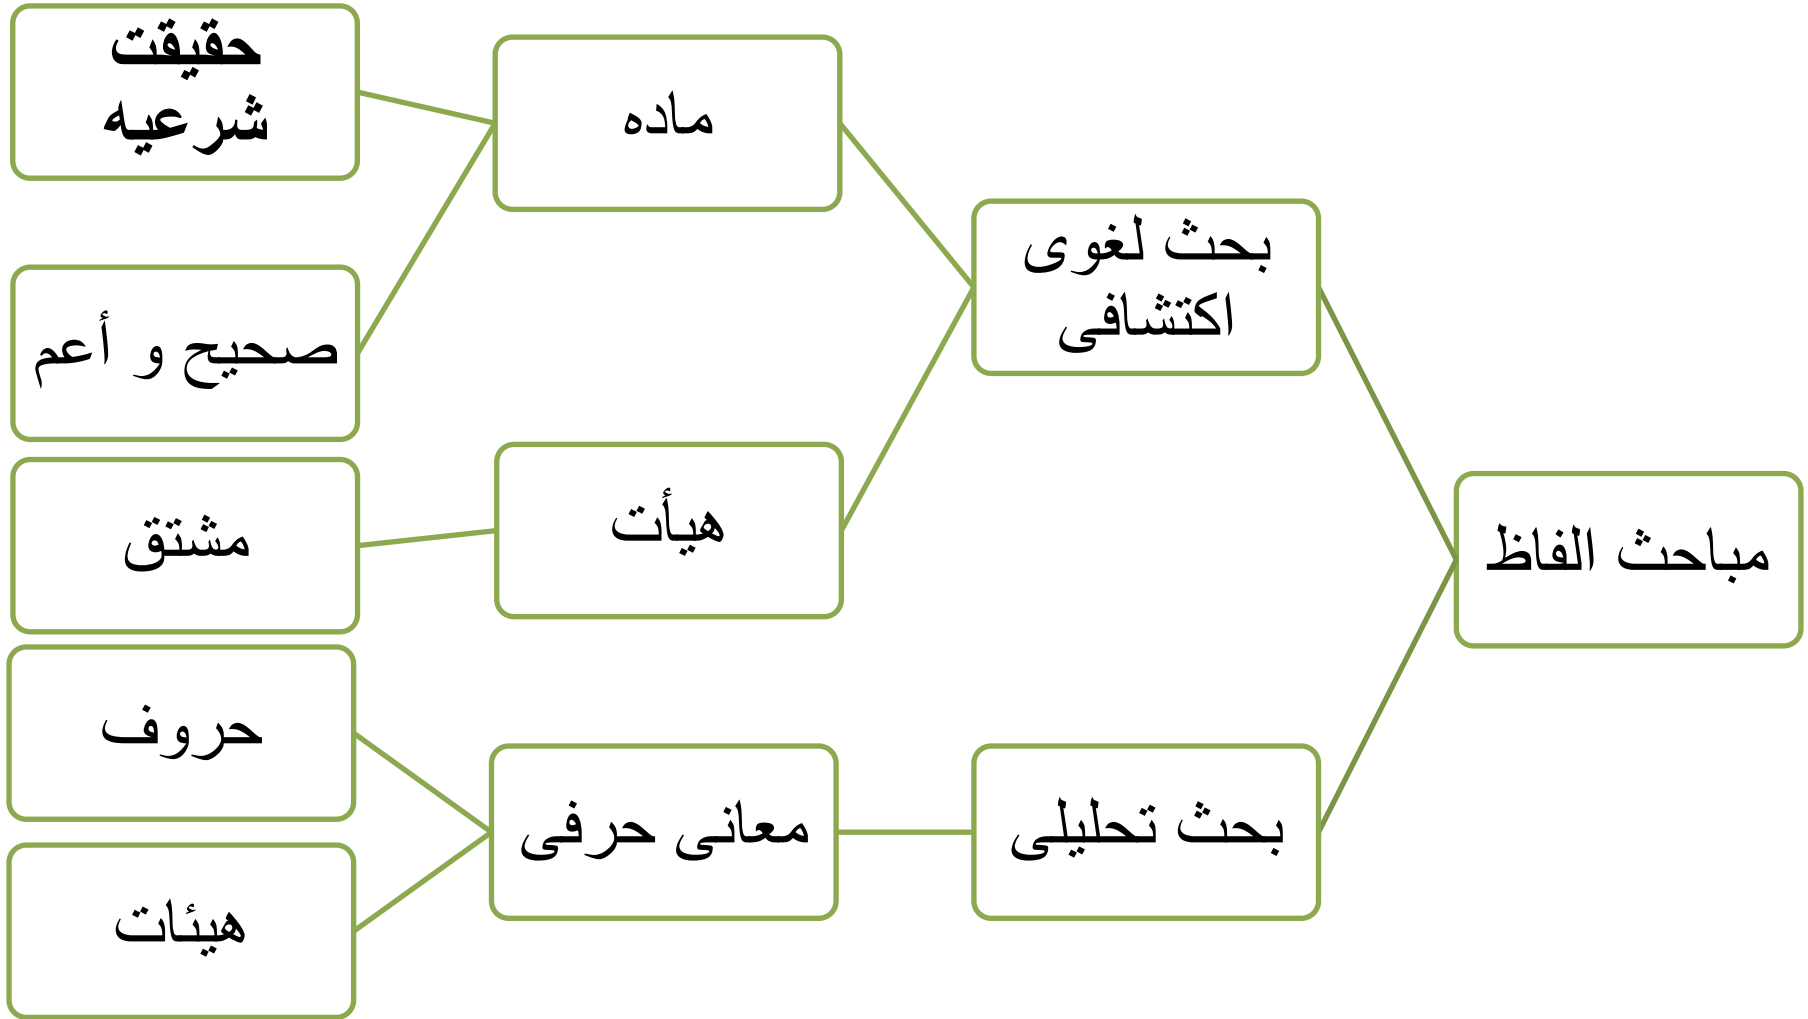 مباحث الفاظ
بحث لغوی
اکتشافی
ماده
حقیقت
شرعیه
صحیح و أعم
هیأت
مشتق
بحث تحلیلی
معانی حرفی
حروف
هیئات